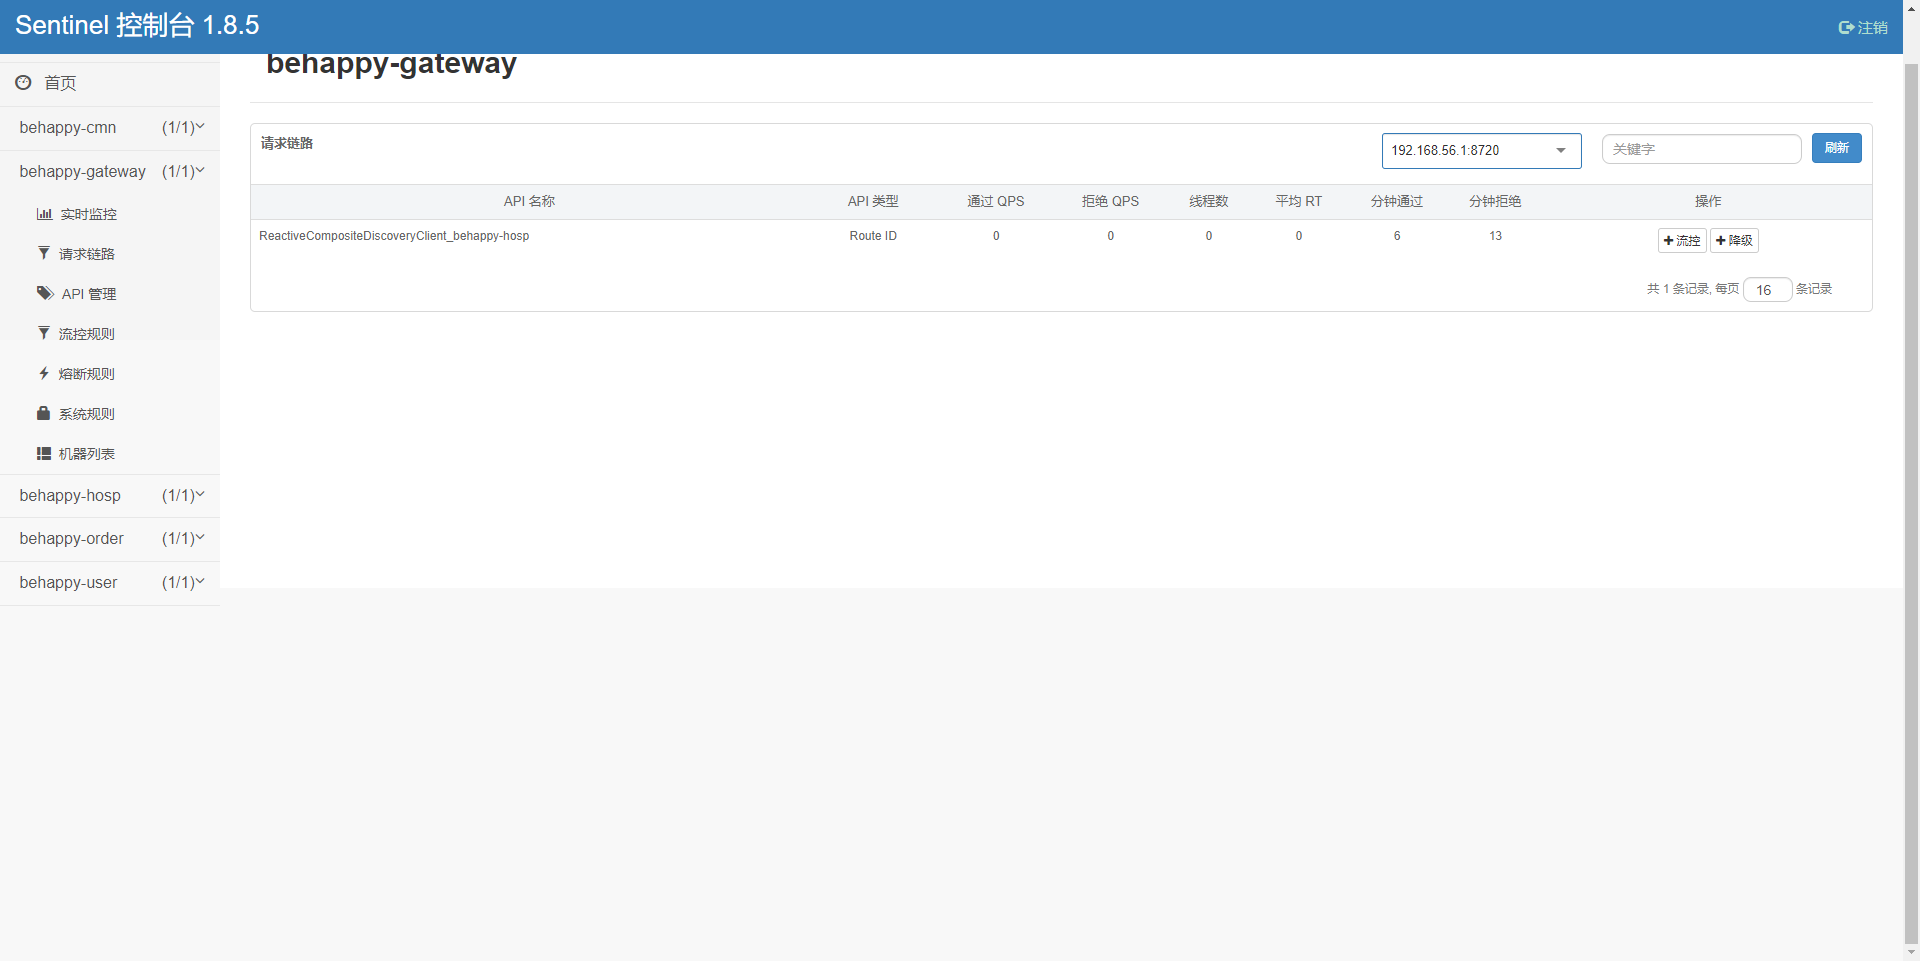 Sentinel 控制台 1.8.5
注销
首页
behappy-cmn (1/1)
behappy-gateway (1/1)
实时监控
请求链路
API 管理
流控规则
熔断规则
系统规则
机器列表
behappy-hosp (1/1)
behappy-order (1/1)
behappy-user (1/1)
behappy-gateway
请求链路 192.168.56.1:8720 关键字 刷新
API 名称 API 类型 通过 QPS 拒绝 QPS 线程数 平均 RT 分钟通过 分钟拒绝 操作
ReactiveCompositeDiscoveryClient_behappy-hosp Route ID 0 0 0 0 6 13 流控 降级
共 1 条记录, 每页 16 条记录